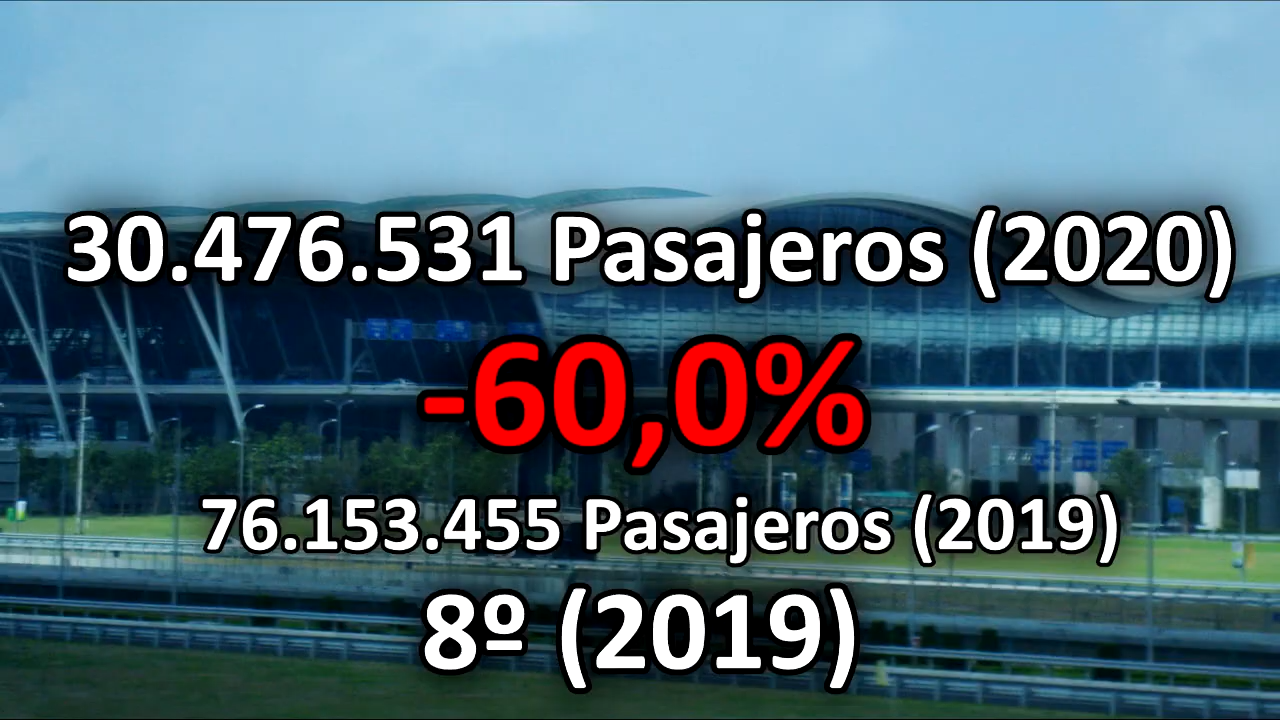 30.476.531 Pasajeros (2020)
-60,0%
76.153.455 Pasajeros (2019)
8º (2019)